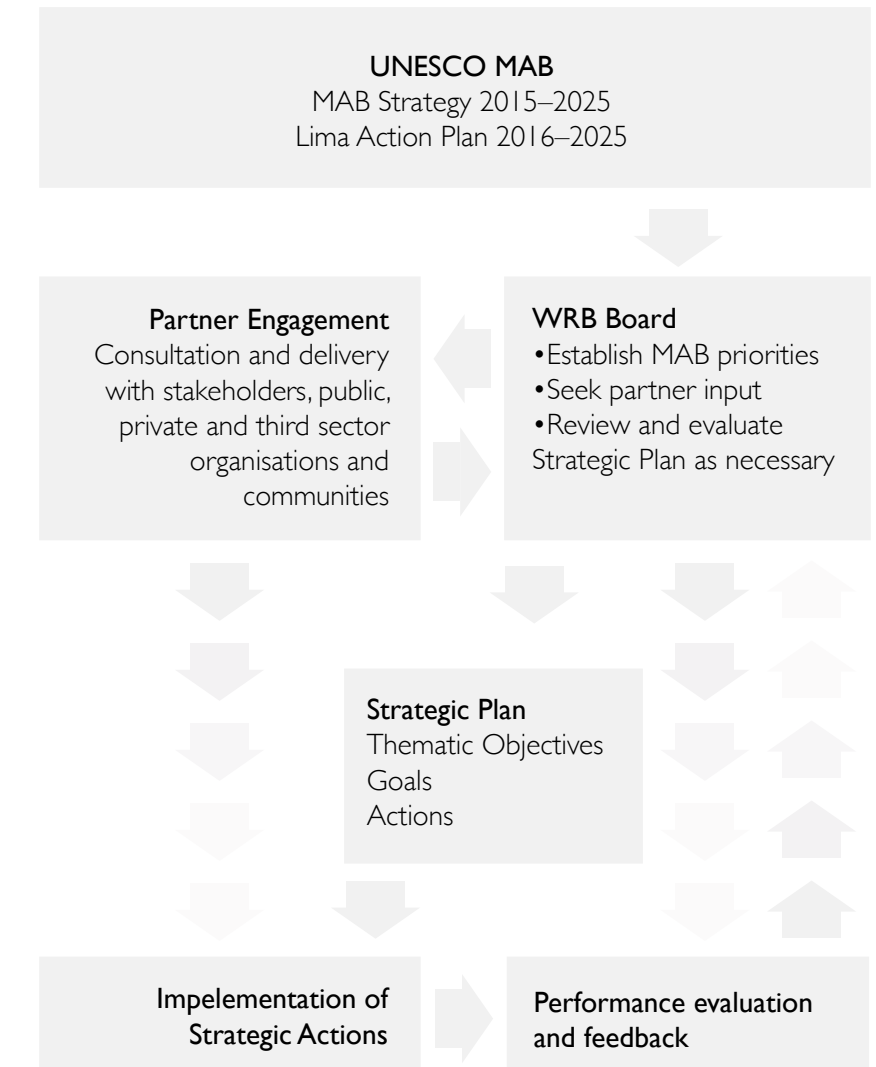 UNESCO MAB
MAB Strategy 2015–2025
Lima Action Plan 2016–2025
Partner Engagement
Consultation and delivery
with stakeholders, public,
private and third sector
organisations and
communities
WRB Board
•Establish MAB priorities
•Seek partner input
•Review and evaluate
Strategic Plan as necessary
Strategic Plan
Thematic Objectives
Goals
Actions
Impelementation of
Strategic Actions
Performance evaluation
and feedback